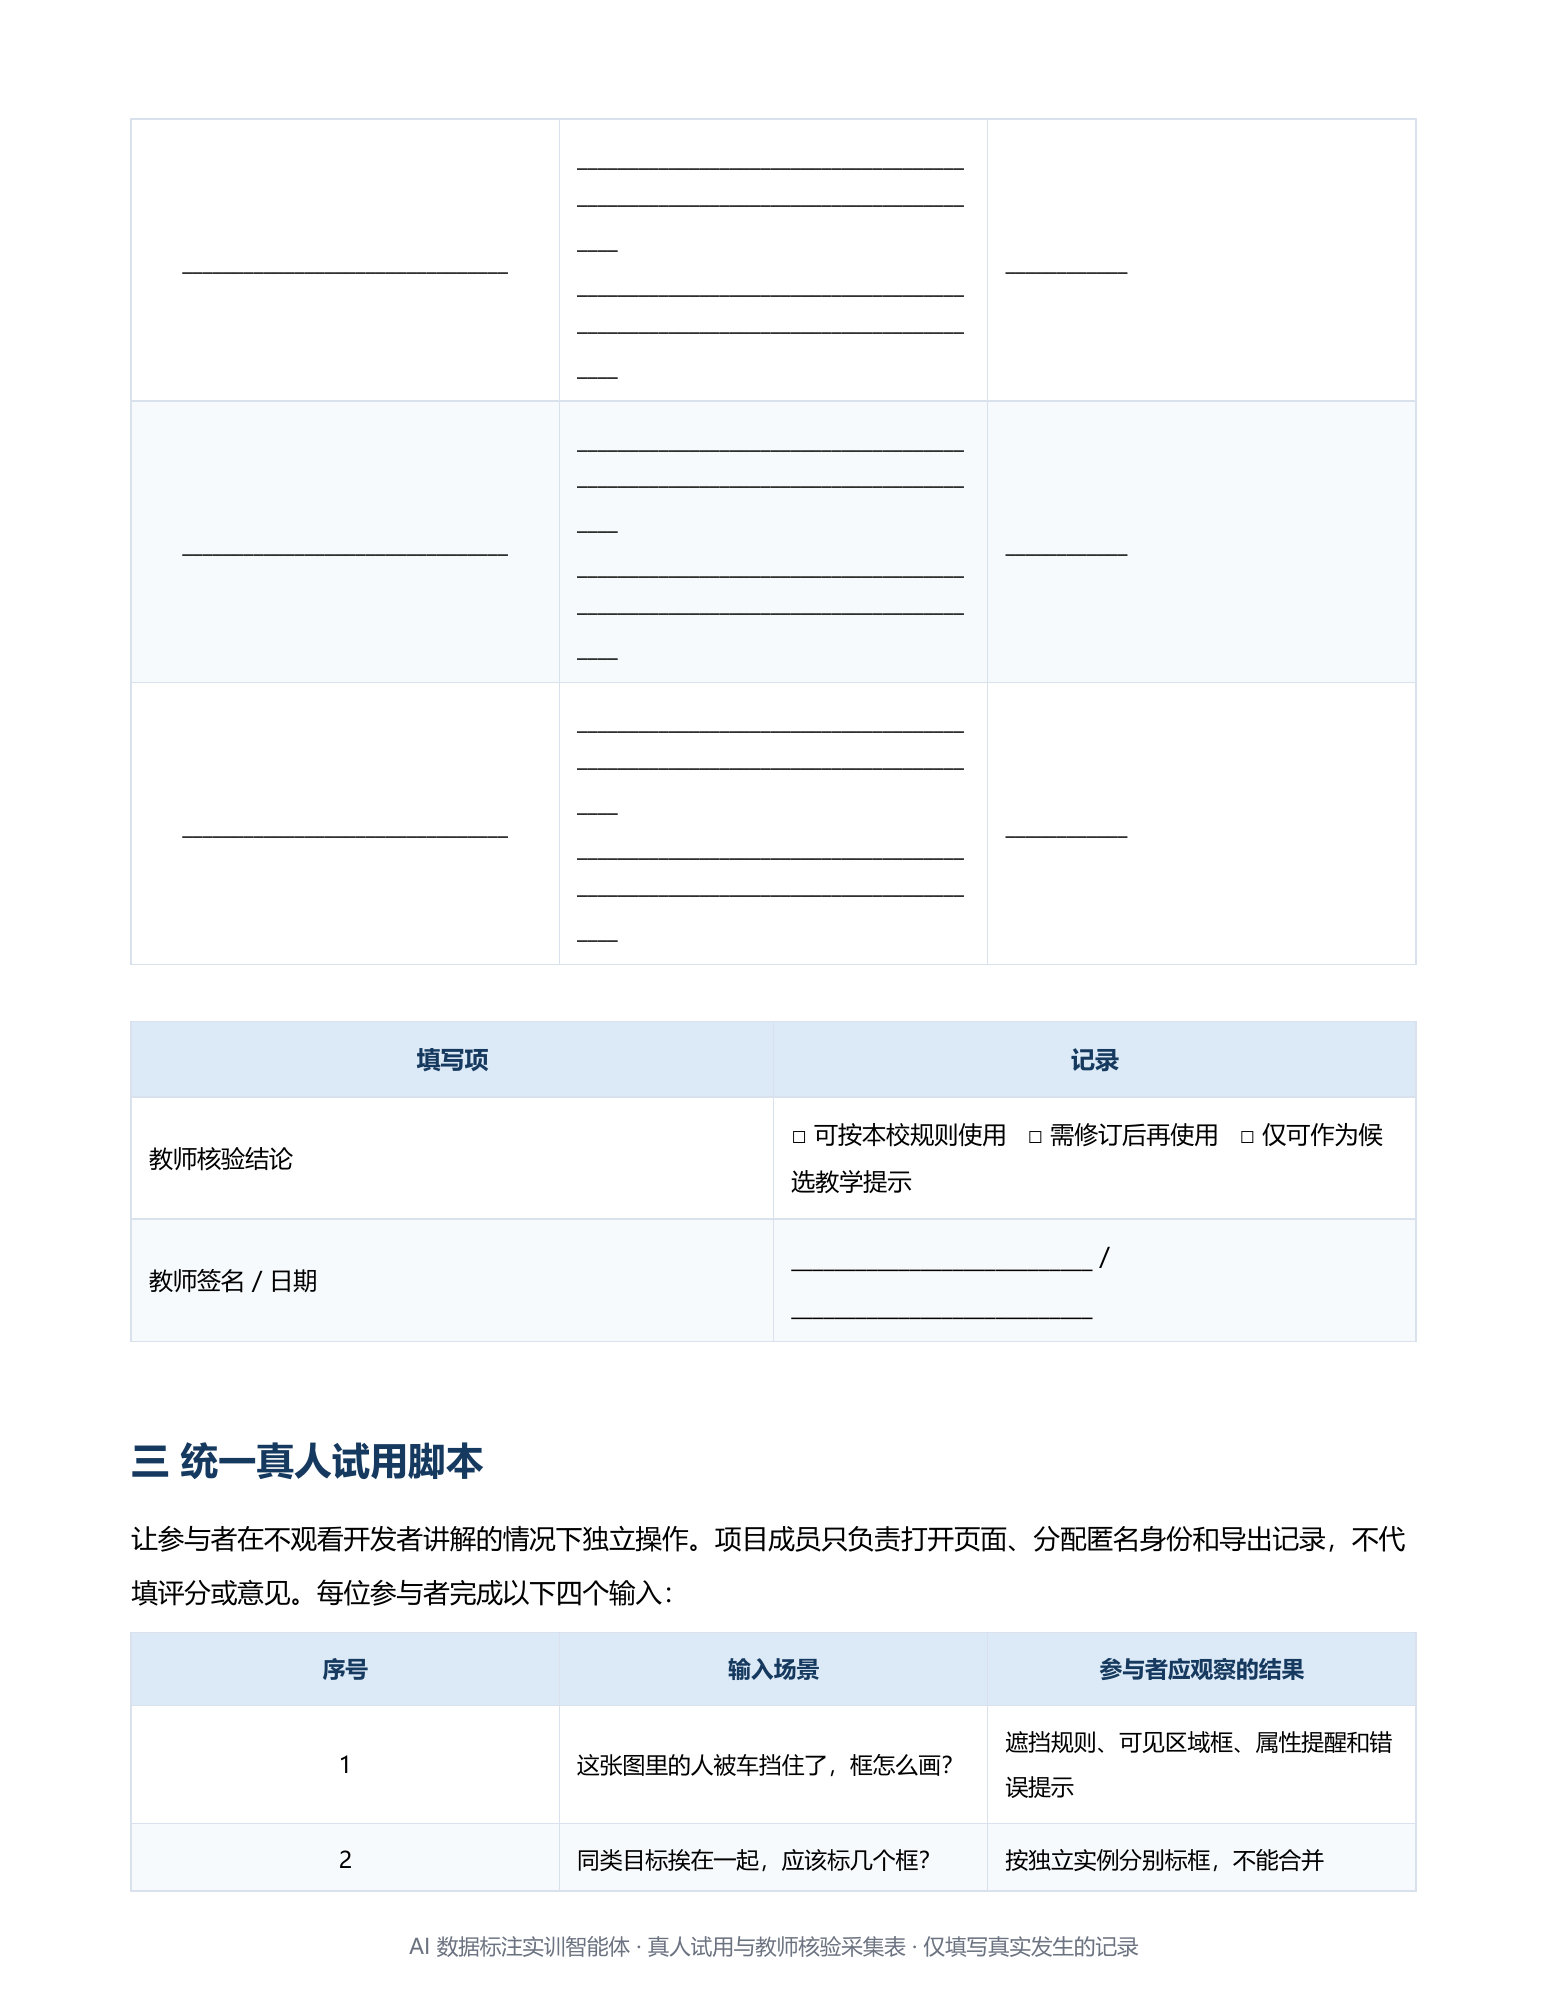 填写项
记录
教师核验结论
□ 可按本校规则使用 □ 需修订后再使用 □ 仅可作为候
选教学提示
教师签名 / 日期
____________________________ /
____________________________
三 统一真人试用脚本
让参与者在不观看开发者讲解的情况下独立操作。项目成员只负责打开页面、分配匿名身份和导出记录，不代
填评分或意见。每位参与者完成以下四个输入：
序号
输入场景
参与者应观察的结果
1
这张图里的人被车挡住了，框怎么画？
遮挡规则、可见区域框、属性提醒和错
误提示
2
同类目标挨在一起，应该标几个框？
按独立实例分别标框，不能合并
AI 数据标注实训智能体 · 真人试用与教师核验采集表 · 仅填写真实发生的记录